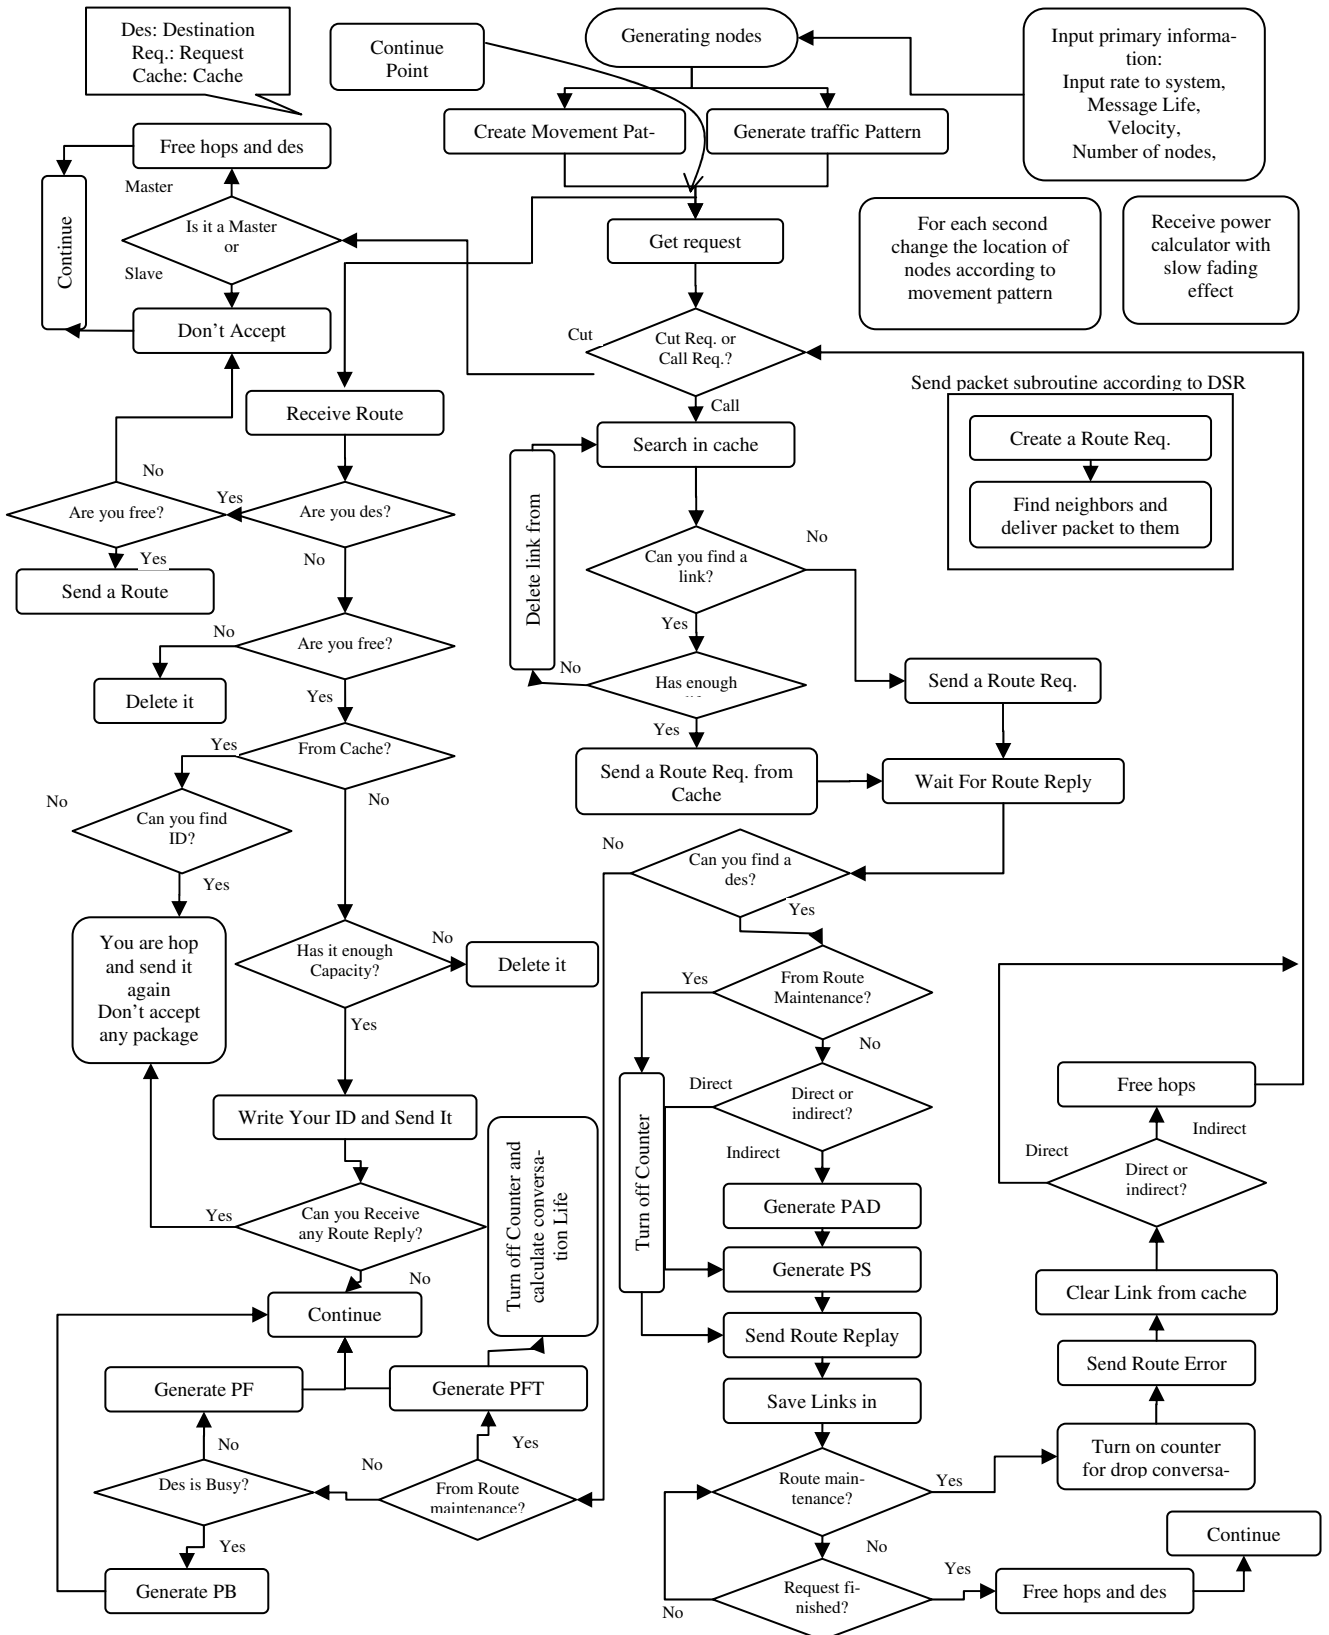 Des: Destination
Req.: Request
Cache: Cache
Continue
Point
Generating nodes
Input primary informa-
tion:
Input rate to system,
Message Life,
Velocity,
Number of nodes,
Create Movement Pat-
Generate traffic Pattern
Free hops and des
Master
Is it a Master
or
Slave
Continue
Don't Accept
Get request
For each second
change the location of
nodes according to
movement pattern
Receive power
calculator with
slow fading
effect
Cut
Cut Req. or
Call Req.?
Call
Send packet subroutine according to DSR
Create a Route Req.
Find neighbors and
deliver packet to them
Receive Route
Search in cache
Delete link from
No
Yes
Are you free?
Are you des?
Yes
No
Send a Route
Can you find a
link?
No
Yes
No
Are you free?
Delete it
Yes
No
Has enough
Yes
Send a Route Req.
From Cache?
Yes
No
Send a Route Req. from
Cache
Wait For Route Reply
No
Can you find
ID?
Yes
No
Can you find a
des?
Yes
You are hop
and send it
again
Don't accept
any package
Has it enough
Capacity?
No
Delete it
Yes
Yes
From Route
Maintenance?
No
Direct
Direct or
indirect?
Indirect
Turn off Counter
Free hops
Indirect
Direct
Direct or
indirect?
Write Your ID and Send It
Turn off Counter and
calculate conversa-
tion Life
Can you Receive
any Route Reply?
Yes
No
Generate PAD
Generate PS
Send Route Replay
Save Links in
Clear Link from cache
Send Route Error
Turn on counter
for drop conversa-
Continue
Generate PF
Generate PFT
No
Yes
No
Des is Busy?
From Route
maintenance?
Yes
Generate PB
Route main-
tenance?
Yes
No
Request fi-
nished?
Yes
No
Free hops and des
Continue